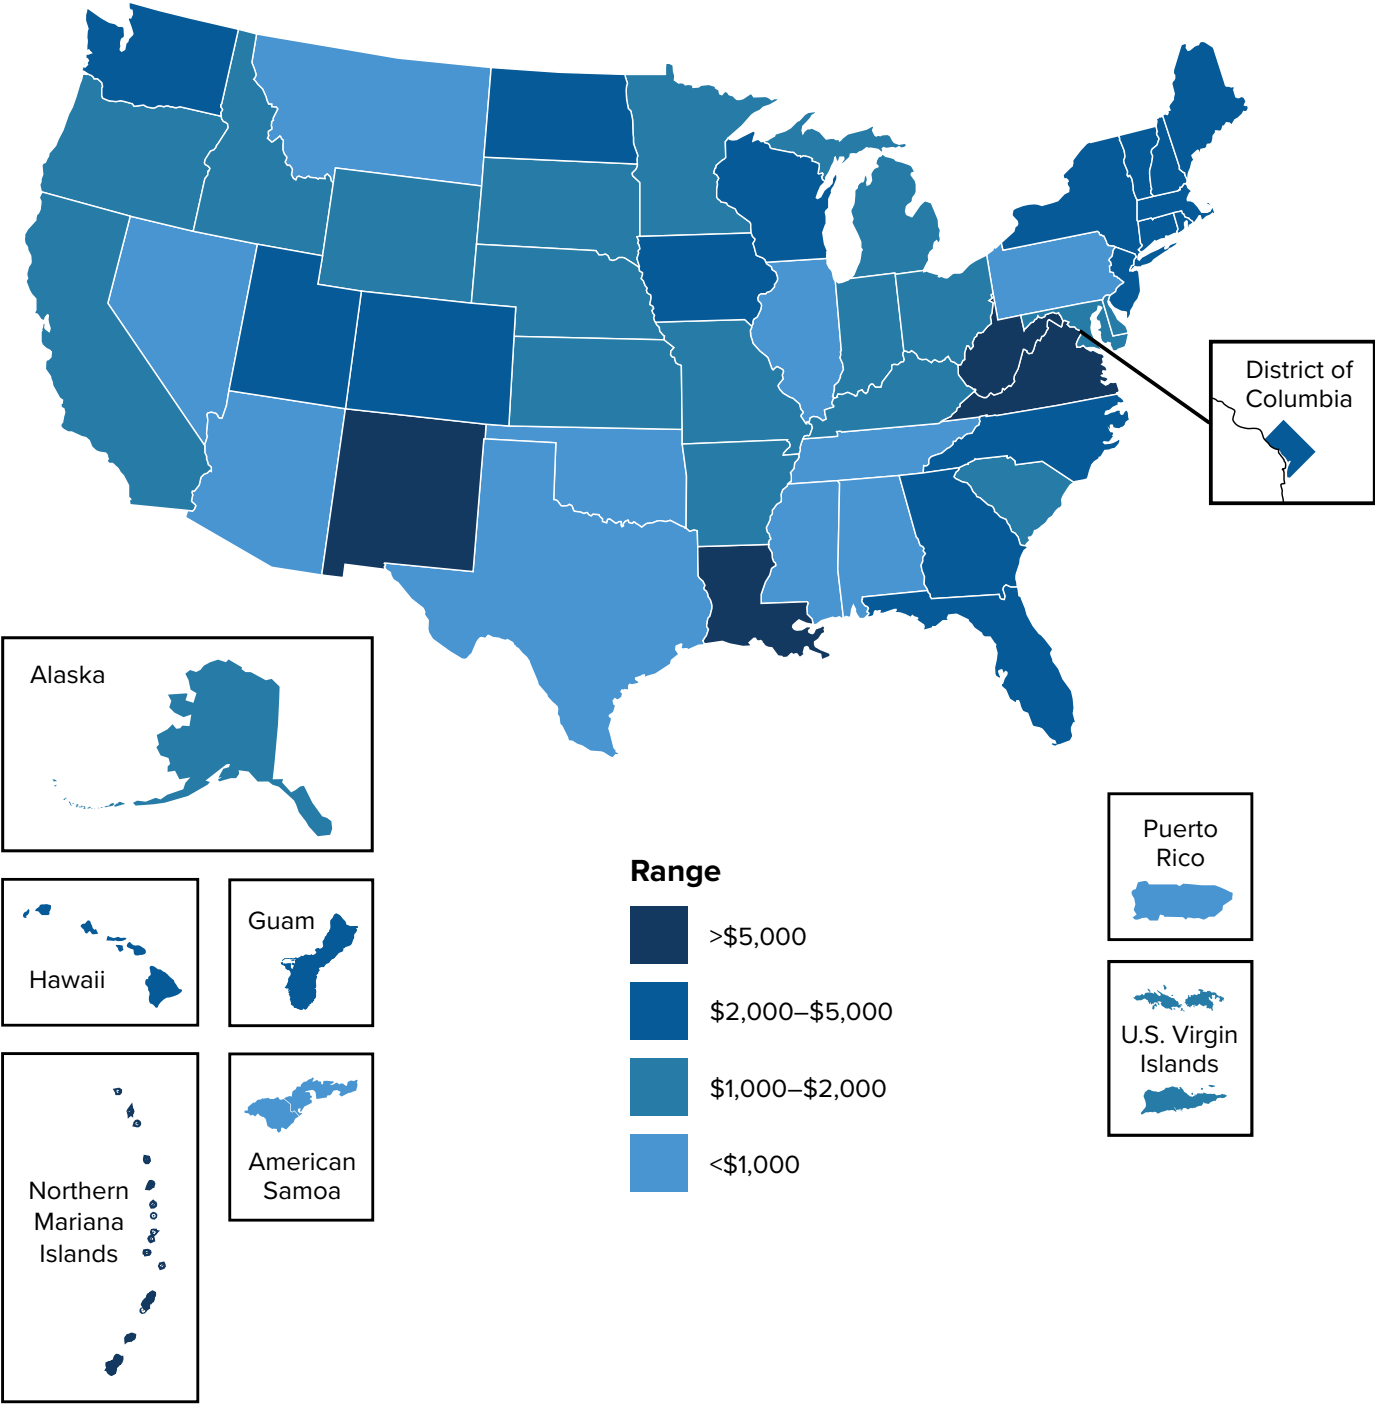 District of
Columbia
Alaska
Puerto
Rico
Range
>$5,000
$2,000–$5,000
$1,000–$2,000
<$1,000
Hawaii
Guam
U.S. Virgin
Islands
American
Samoa
Northern
Mariana
Islands